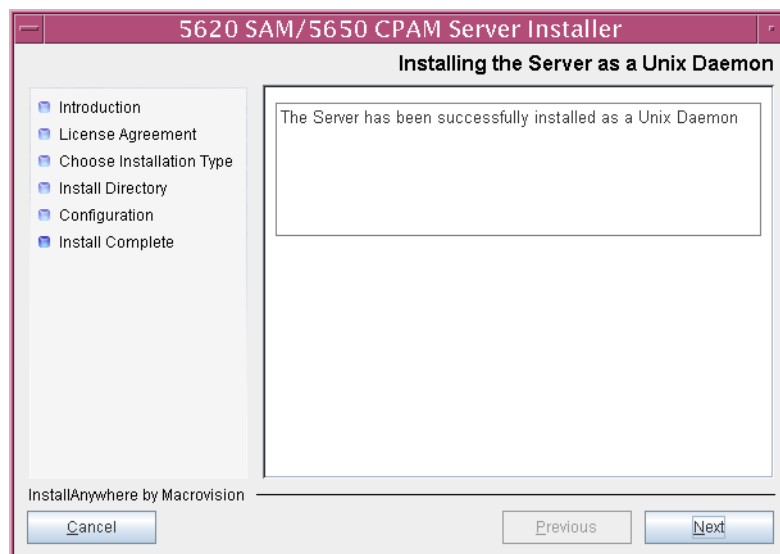 5620 SAM/5650 CPAM Server Installer
Installing the Server as a Unix Daemon
Introduction
License Agreement
Choose Installation Type
Install Directory
Configuration
Install Complete
The Server has been successfully installed as a Unix Daemon
InstallAnywhere by Macrovision
Cancel
Previous
Next